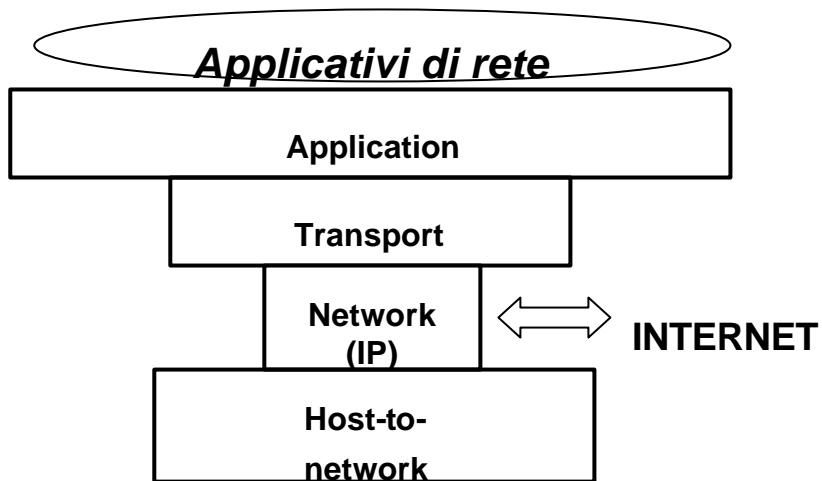 Applicativi di rete
Application
Transport
Network
(IP)
INTERNET
Host-to-
network